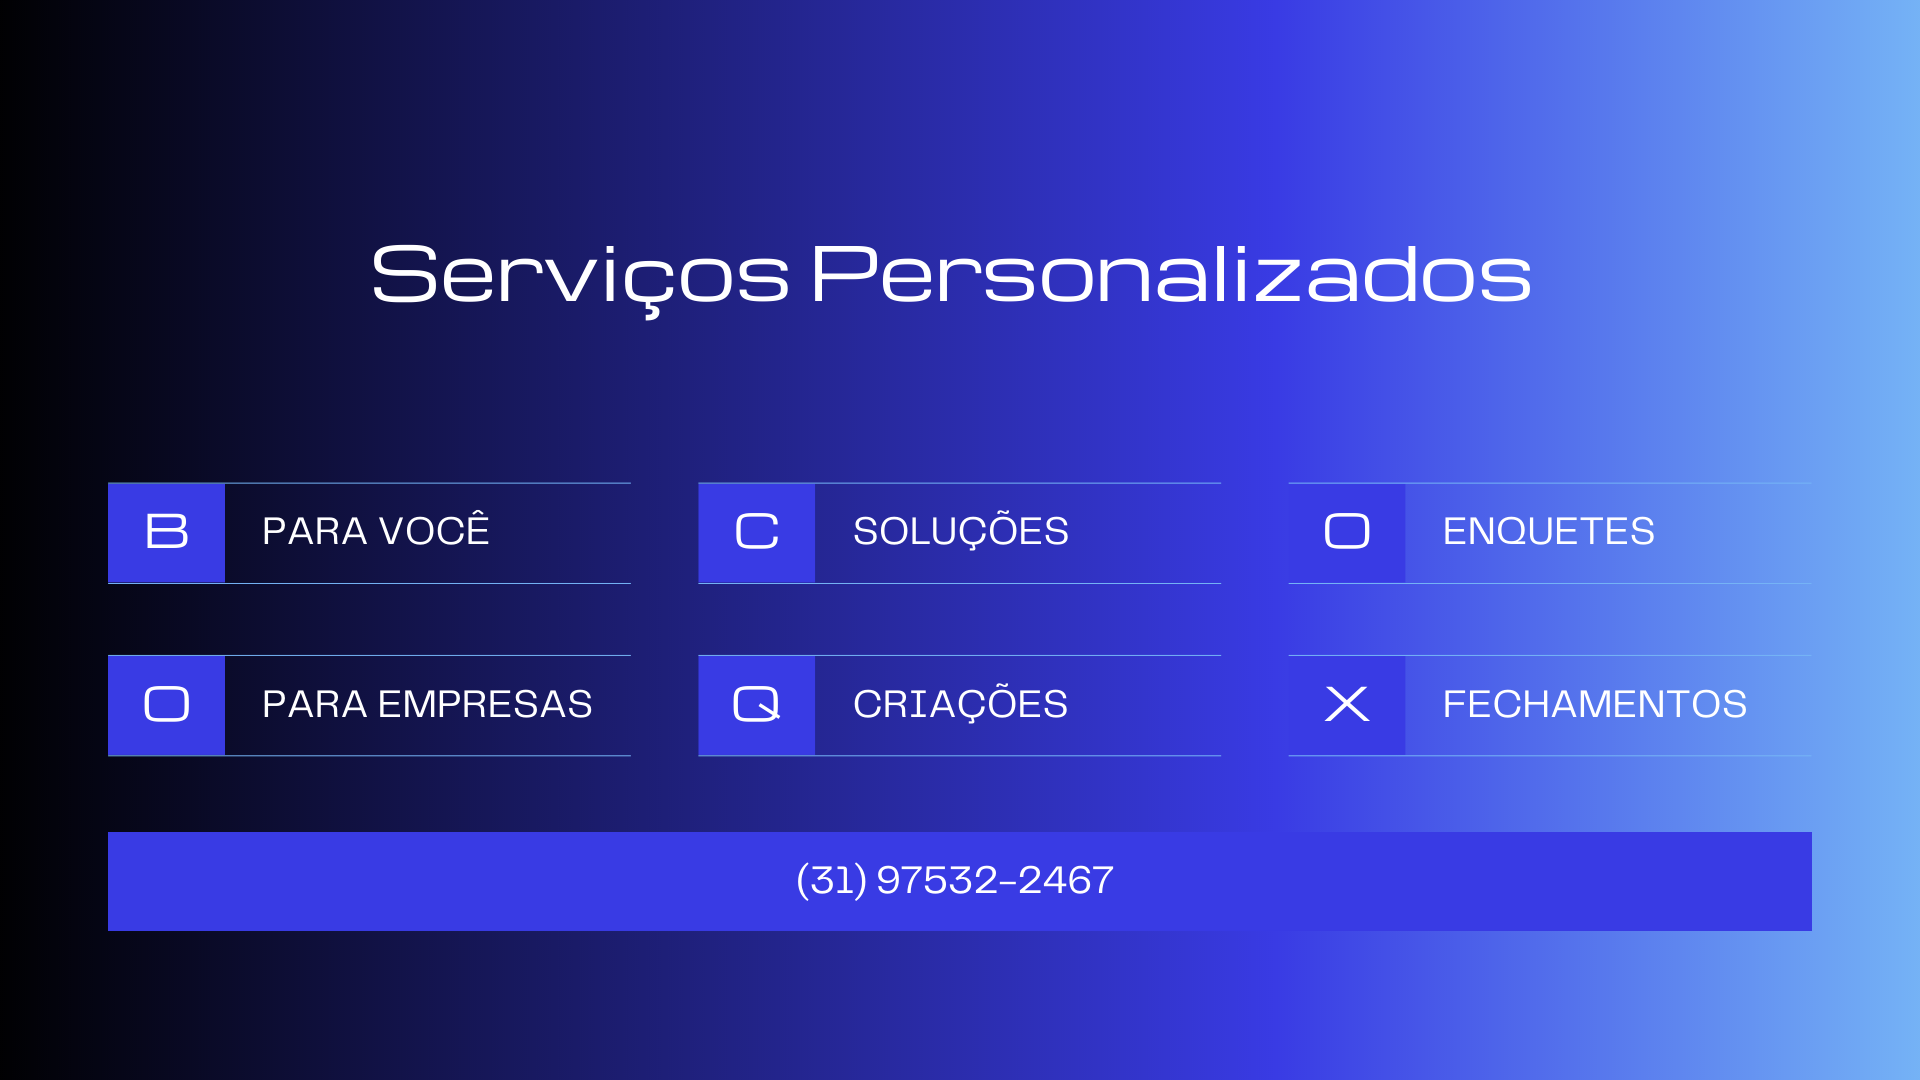 Serviços Personalizados
B PARA VOCÊ
C SOLUÇÕES
O ENQUETES
O PARA EMPRESAS
Q CRIAÇÕES
X FECHAMENTOS
(31) 97532-2467